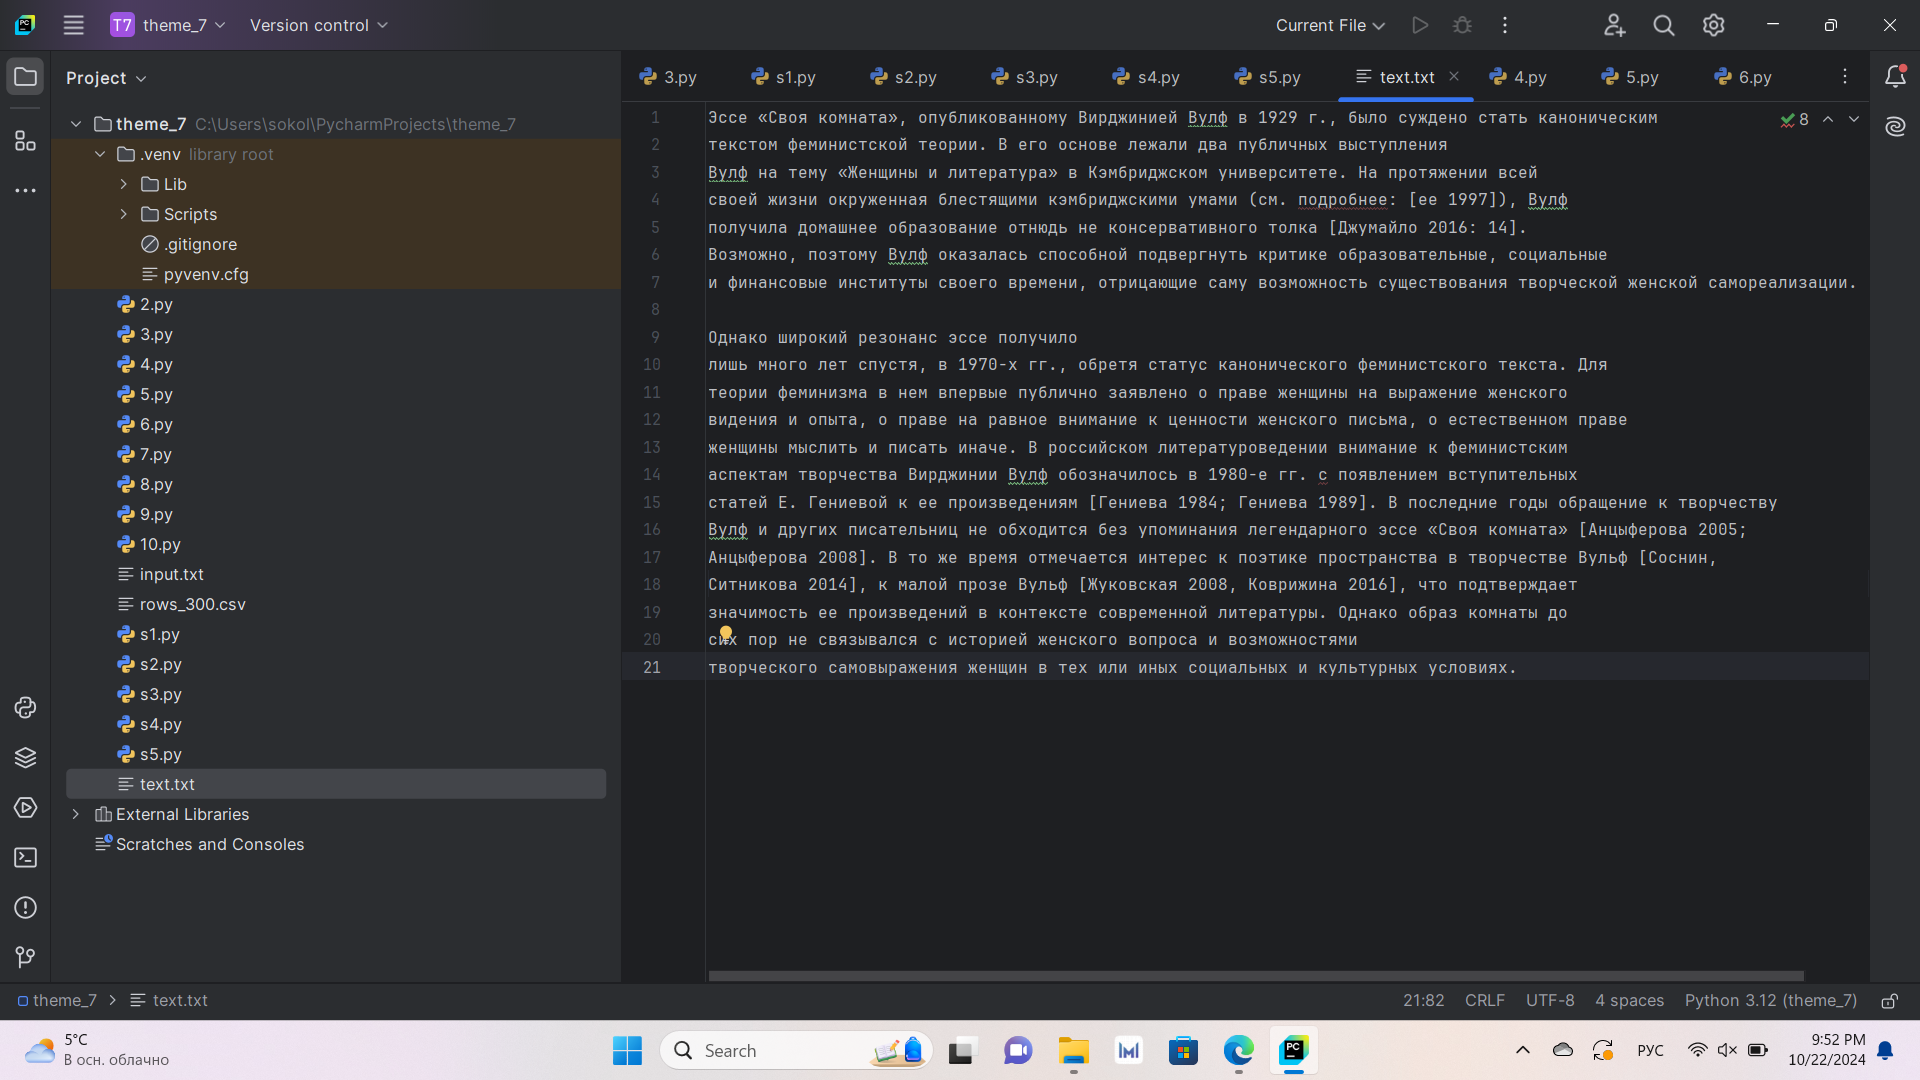 T7 theme_7 Version control Current File
Project
theme_7 C:\Users\sokol\PycharmProjects\theme_7
.venv library root
Lib
Scripts
.gitignore
pyvenv.cfg
2.py
3.py
4.py
5.py
6.py
7.py
8.py
9.py
10.py
input.txt
rows_300.csv
s1.py
s2.py
s3.py
s4.py
s5.py
text.txt
External Libraries
Scratches and Consoles
3.py s1.py s2.py s3.py s4.py s5.py text.txt 4.py 5.py 6.py
8
1 Эссе «Своя комната», опубликованному Вирджинией Вулф в 1929 г., было суждено стать каноническим
2 текстом феминистской теории. В его основе лежали два публичных выступления
3 Вулф на тему «Женщины и литература» в Кэмбриджском университете. На протяжении всей
4 своей жизни окруженная блестящими кэмбриджскими умами (см. подробнее: [ее 1997]), Вулф
5 получила домашнее образование отнюдь не консервативного толка [Джумайло 2016: 14].
6 Возможно, поэтому Вулф оказалась способной подвергнуть критике образовательные, социальные
7 и финансовые институты своего времени, отрицающие саму возможность существования творческой женской самореализации.
8
9 Однако широкий резонанс эссе получило
10 лишь много лет спустя, в 1970-х гг., обретя статус канонического феминистского текста. Для
11 теории феминизма в нем впервые публично заявлено о праве женщины на выражение женского
12 видения и опыта, о праве на равное внимание к ценности женского письма, о естественном праве
13 женщины мыслить и писать иначе. В российском литературоведении внимание к феминистским
14 аспектам творчества Вирджинии Вулф обозначилось в 1980-е гг. с появлением вступительных
15 статей Е. Гениевой к ее произведениям [Гениева 1984; Гениева 1989]. В последние годы обращение к творчеству
16 Вулф и других писательниц не обходится без упоминания легендарного эссе «Своя комната» [Анцыферова 2005;
17 Анцыферова 2008]. В то же время отмечается интерес к поэтике пространства в творчестве Вульф [Соснин,
18 Ситникова 2014], к малой прозе Вульф [Жуковская 2008, Коврижина 2016], что подтверждает
19 значимость ее произведений в контексте современной литературы. Однако образ комнаты до
20 сих пор не связывался с историей женского вопроса и возможностями
21 творческого самовыражения женщин в тех или иных социальных и культурных условиях.
theme_7 text.txt 21:82 CRLF UTF-8 4 spaces Python 3.12 (theme_7)
5°C
В осн. облачно
Search
РУС
9:52 PM
10/22/2024